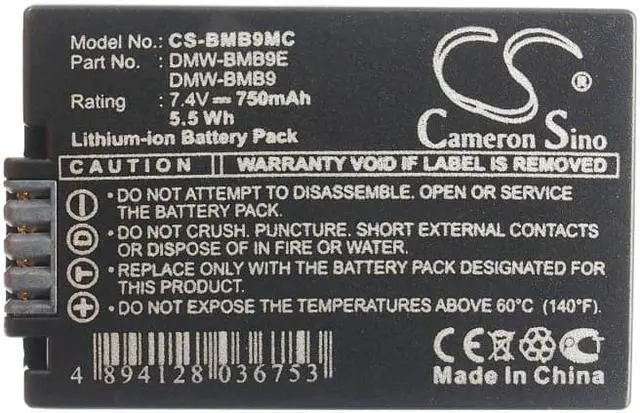 Model No.: CS-BMB9MC
Part No. : DMW-BMB9E
DMW-BMB9
Rating : 7.4V⎓750mAh
5.5 Wh
Lithium-ion Battery Pack
CS®
Cameron Sino
CAUTION WARRANTY VOID IF LABEL IS REMOVED
• DO NOT ATTEMPT TO DISASSEMBLE. OPEN OR SERVICE
THE BATTERY PACK.
• DO NOT CRUSH. PUNCTURE. SHORT EXTERNAL CONTACTS
OR DISPOSE OF IN FIRE OR WATER.
• REPLACE ONLY WITH THE BATTERY PACK DESIGNATED FOR
THIS PRODUCT.
• DO NOT EXPOSE THE TEMPERATURES ABOVE 60°C (140°F).
−
D
T
+
4 894128 036753
CE
Made In China